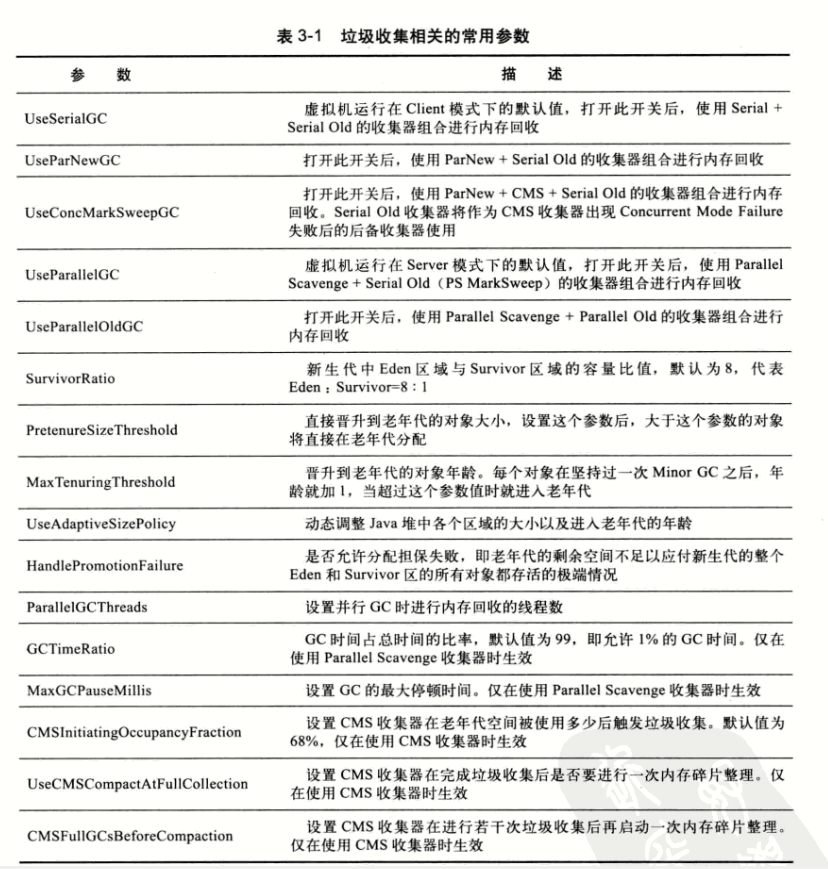 表 3-1 垃圾收集相关的常用参数
参 数 描 述
UseSerialGC
虚拟机运行在 Client 模式下的默认值，打开此开关后，使用 Serial +
Serial Old 的收集器组合进行内存回收
UseParNewGC
打开此开关后，使用 ParNew + Serial Old 的收集器组合进行内存回收
UseConcMarkSweepGC
打开此开关后，使用 ParNew + CMS + Serial Old 的收集器组合进行内存
回收。Serial Old 收集器将作为 CMS 收集器出现 Concurrent Mode Failure
失败后的后备收集器使用
UseParallelGC
虚拟机运行在 Server 模式下的默认值，打开此开关后，使用 Parallel
Scavenge + Serial Old（PS MarkSweep）的收集器组合进行内存回收
UseParallelOldGC
打开此开关后，使用 Parallel Scavenge + Parallel Old 的收集器组合进行
内存回收
SurvivorRatio
新生代中 Eden 区域与 Survivor 区域的容量比值，默认为 8，代表
Eden：Survivor=8∶1
PretenureSizeThreshold
直接晋升到老年代的对象大小，设置这个参数后，大于这个参数的对象
将直接在老年代分配
MaxTenuringThreshold
晋升到老年代的对象年龄。每个对象在坚持过一次 Minor GC 之后，年
龄就加 1，当超过这个参数值时就进入老年代
UseAdaptiveSizePolicy
动态调整 Java 堆中各个区域的大小以及进入老年代的年龄
HandlePromotionFailure
是否允许分配担保失败，即老年代的剩余空间不足以应付新生代的整个
Eden 和 Survivor 区的所有对象都存活的极端情况
ParallelGCThreads
设置并行 GC 时进行内存回收的线程数
GCTimeRatio
GC 时间占总时间的比率，默认值为 99，即允许 1% 的 GC 时间。仅在
使用 Parallel Scavenge 收集器时生效
MaxGCPauseMillis
设置 GC 的最大停顿时间。仅在使用 Parallel Scavenge 收集器时生效
CMSInitiatingOccupancyFraction
设置 CMS 收集器在老年代空间被使用多少后触发垃圾收集。默认值为
68%，仅在使用 CMS 收集器时生效
UseCMSCompactAtFullCollection
设置 CMS 收集器在完成垃圾收集后是否要进行一次内存碎片整理。仅
在使用 CMS 收集器时生效
CMSFullGCsBeforeCompaction
设置 CMS 收集器在进行若干次垃圾收集后再启动一次内存碎片整理。
仅在使用 CMS 收集器时生效